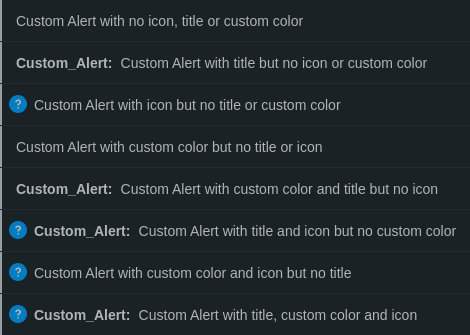 Custom Alert with no icon, title or custom color
Custom_Alert: Custom Alert with title but no icon or custom color
? Custom Alert with icon but no title or custom color
Custom Alert with custom color but no title or icon
Custom_Alert: Custom Alert with custom color and title but no icon
? Custom_Alert: Custom Alert with title and icon but no custom color
? Custom Alert with custom color and icon but no title
? Custom_Alert: Custom Alert with title, custom color and icon